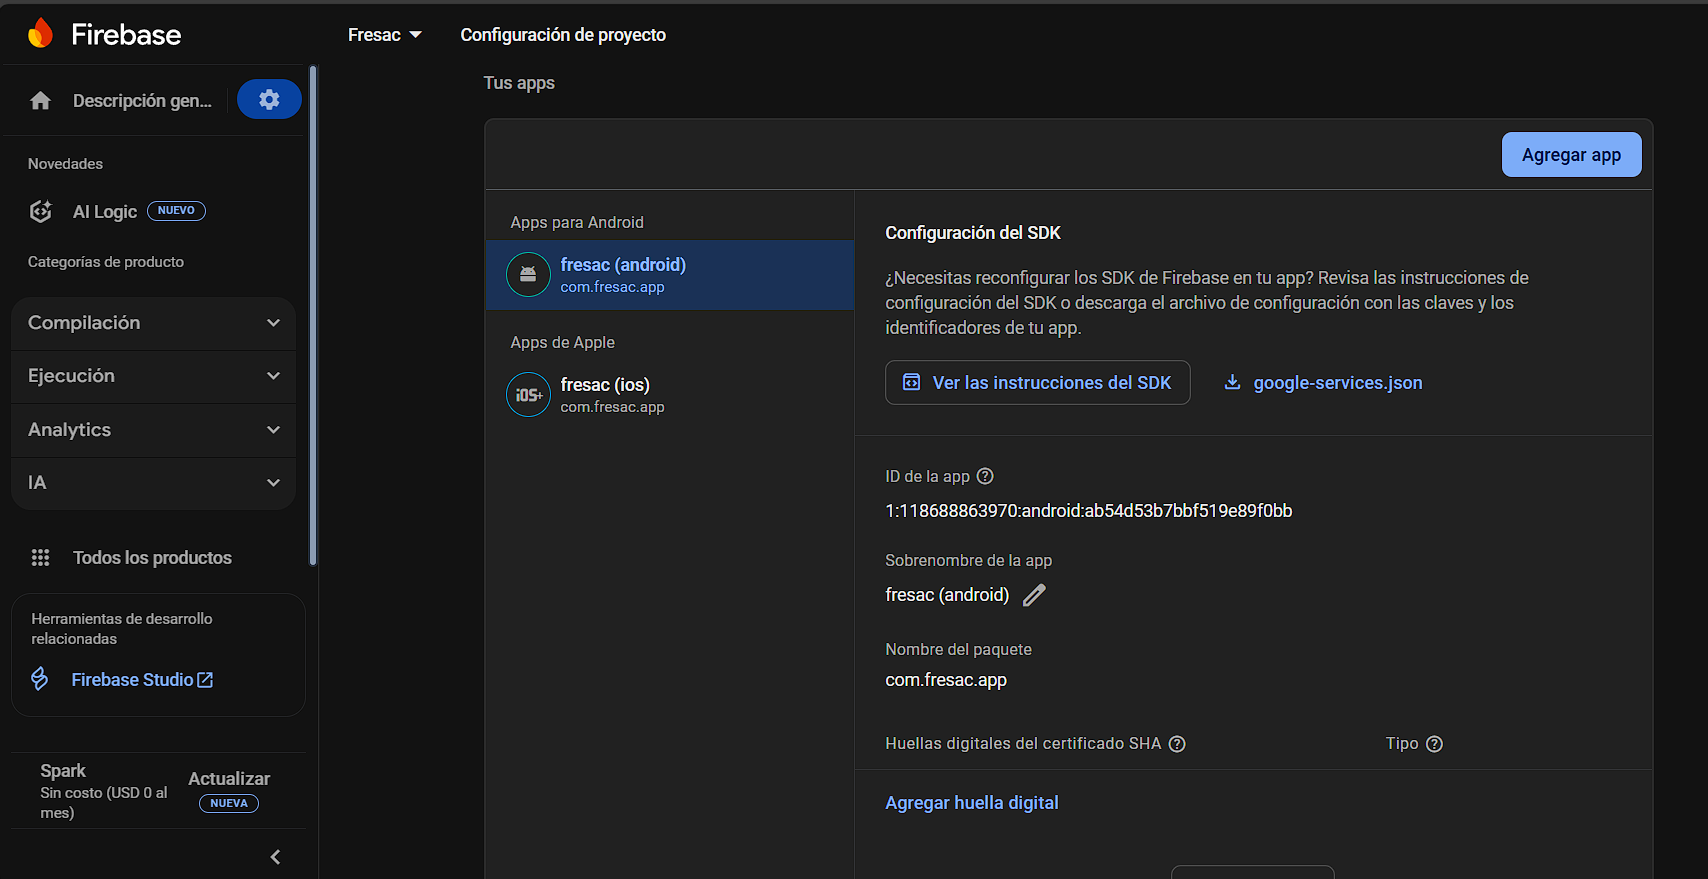 Firebase
Fresac
Configuración de proyecto
Descripción gen...
Novedades
AI Logic NUEVO
Categorías de producto
Compilación
Ejecución
Analytics
IA
Todos los productos
Herramientas de desarrollo
relacionadas
Firebase Studio
Spark
Sin costo (USD 0 al
mes)
Actualizar
NUEVA
Tus apps
Agregar app
Apps para Android
fresac (android)
com.fresac.app
Apps de Apple
iOS+
fresac (ios)
com.fresac.app
Configuración del SDK
¿Necesitas reconfigurar los SDK de Firebase en tu app? Revisa las instrucciones de
configuración del SDK o descarga el archivo de configuración con las claves y los
identificadores de tu app.
Ver las instrucciones del SDK
google-services.json
ID de la app
1:118688863970:android:ab54d53b7bbf519e89f0bb
Sobrenombre de la app
fresac (android)
Nombre del paquete
com.fresac.app
Huellas digitales del certificado SHA
Tipo
Agregar huella digital